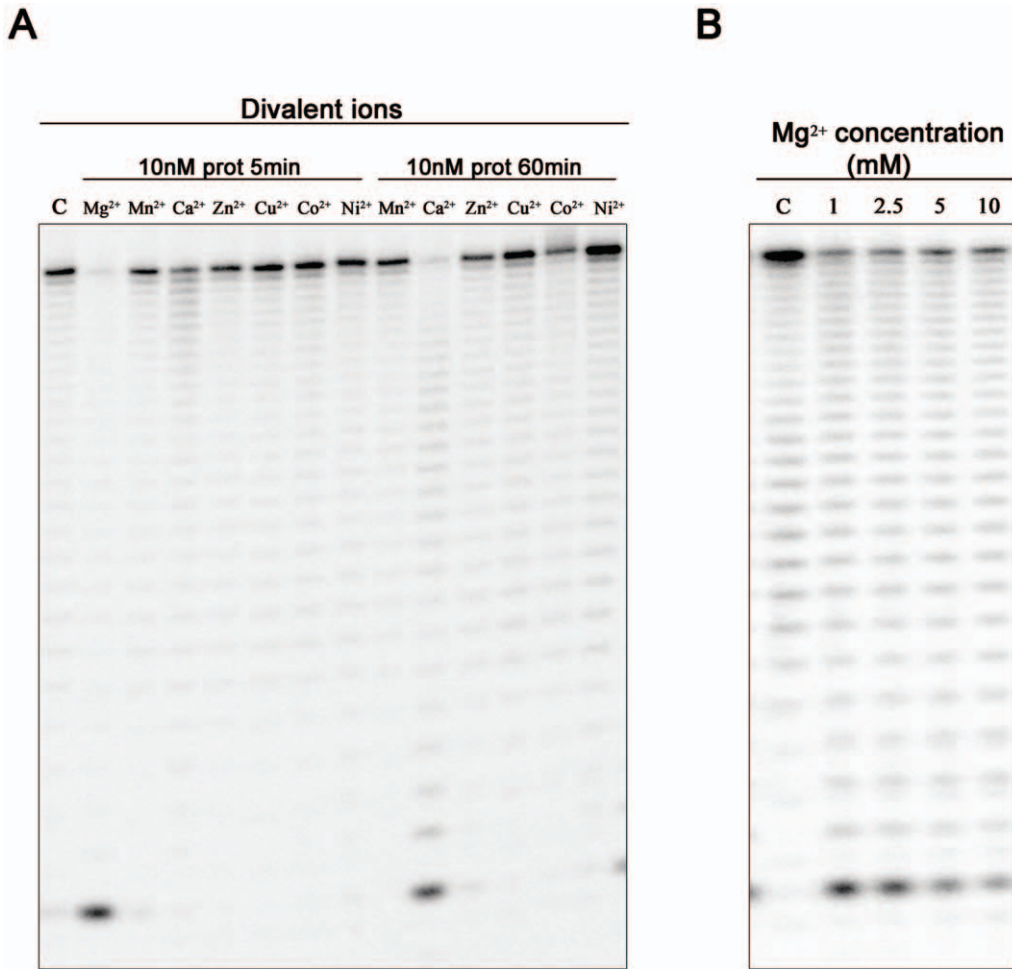 A
B
Divalent ions
10nM prot 5min 10nM prot 60min
C Mg²⁺ Mn²⁺ Ca²⁺ Zn²⁺ Cu²⁺ Co²⁺ Ni²⁺ Mn²⁺ Ca²⁺ Zn²⁺ Cu²⁺ Co²⁺ Ni²⁺
Mg²⁺ concentration
(mM)
C 1 2.5 5 10